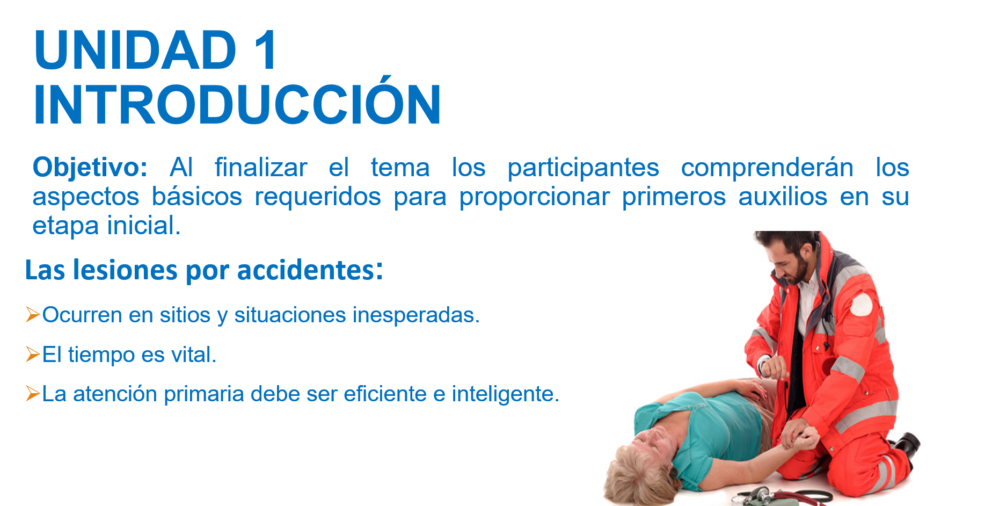 UNIDAD 1
INTRODUCCIÓN
Objetivo: Al finalizar el tema los participantes comprenderán los
aspectos básicos requeridos para proporcionar primeros auxilios en su
etapa inicial.
Las lesiones por accidentes:
➢Ocurren en sitios y situaciones inesperadas.
➢El tiempo es vital.
➢La atención primaria debe ser eficiente e inteligente.